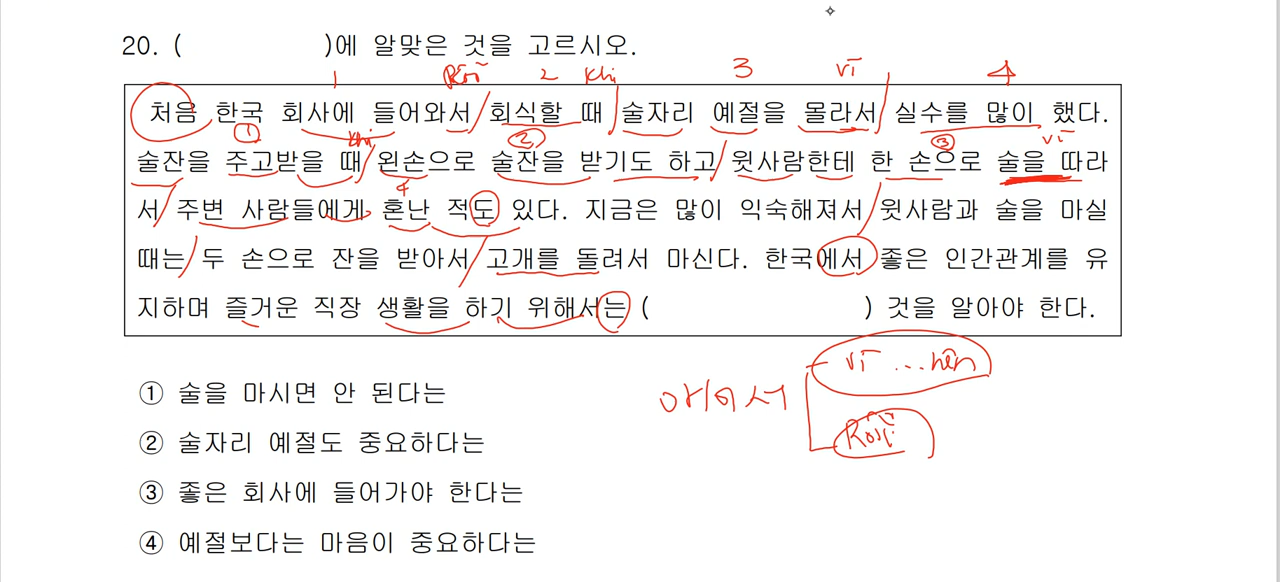 20. ( )에 알맞은 것을 고르시오.
1 Rồi 2 khi 3 vì 4
처음 한국 회사에 들어와서 회식할 때 술자리 예절을 몰라서 실수를 많이 했다.
① khi ② ③ vì
술잔을 주고받을 때 왼손으로 술잔을 받기도 하고 윗사람한테 한 손으로 술을 따라
4
서 주변 사람들에게 혼난 적도 있다. 지금은 많이 익숙해져서 윗사람과 술을 마실
때는 두 손으로 잔을 받아서 고개를 돌려서 마신다. 한국에서 좋은 인간관계를 유
지하며 즐거운 직장 생활을 하기 위해서는 ( ) 것을 알아야 한다.
① 술을 마시면 안 된다는
② 술자리 예절도 중요하다는
③ 좋은 회사에 들어가야 한다는
④ 예절보다는 마음이 중요하다는
아/어서
vì ... nên
Rồi